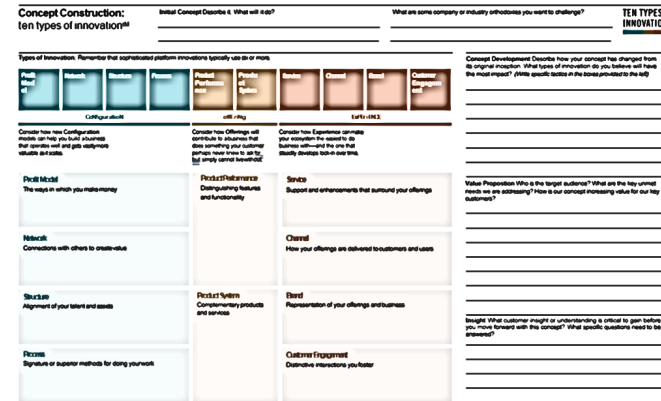 Concept Construction:
ten types of innovation
Initial Concept Describe it. What will it do?
What are some company or industry orthodoxies you want to challenge?
TEN TYPES
INNOVATIO
Types of Innovation. Remember that sophisticated platform innovations typically use six or more.
Profit Model
Network
Structure
Process
Product Performance
Product System
Service
Channel
Brand
Customer Engagement
CONFIGURATION
OFFERING
EXPERIENCE
Consider how new Configuration
models can help you build a business
that operates well and gets vastly more
valuable as it scales.
Consider how Offerings will
contribute to a business that
does something your customer
perhaps never knew to ask for
but simply cannot live without.
Consider how Experience can make
your ecosystem the easiest to do
business with—and the one that
steadily develops lock-in over time.
Profit Model
The ways in which you make money
Network
Connections with others to create value
Structure
Alignment of your talent and assets
Process
Signature or superior methods for doing your work
Product Performance
Distinguishing features
and functionality
Product System
Complementary products
and services
Service
Support and enhancements that surround your offerings
Channel
How your offerings are delivered to customers and users
Brand
Representation of your offerings and business
Customer Engagement
Distinctive interactions you foster
Concept Development Describe how your concept has changed from
its original inception. What types of innovation do you believe will have
the most impact? (Write specific tactics in the boxes provided to the left)
Value Proposition Who is the target audience? What are the key unmet
needs we are addressing? How is our concept increasing value for our key
customers?
Insight What customer insight or understanding is critical to gain before
you move forward with this concept? What specific questions need to be
answered?